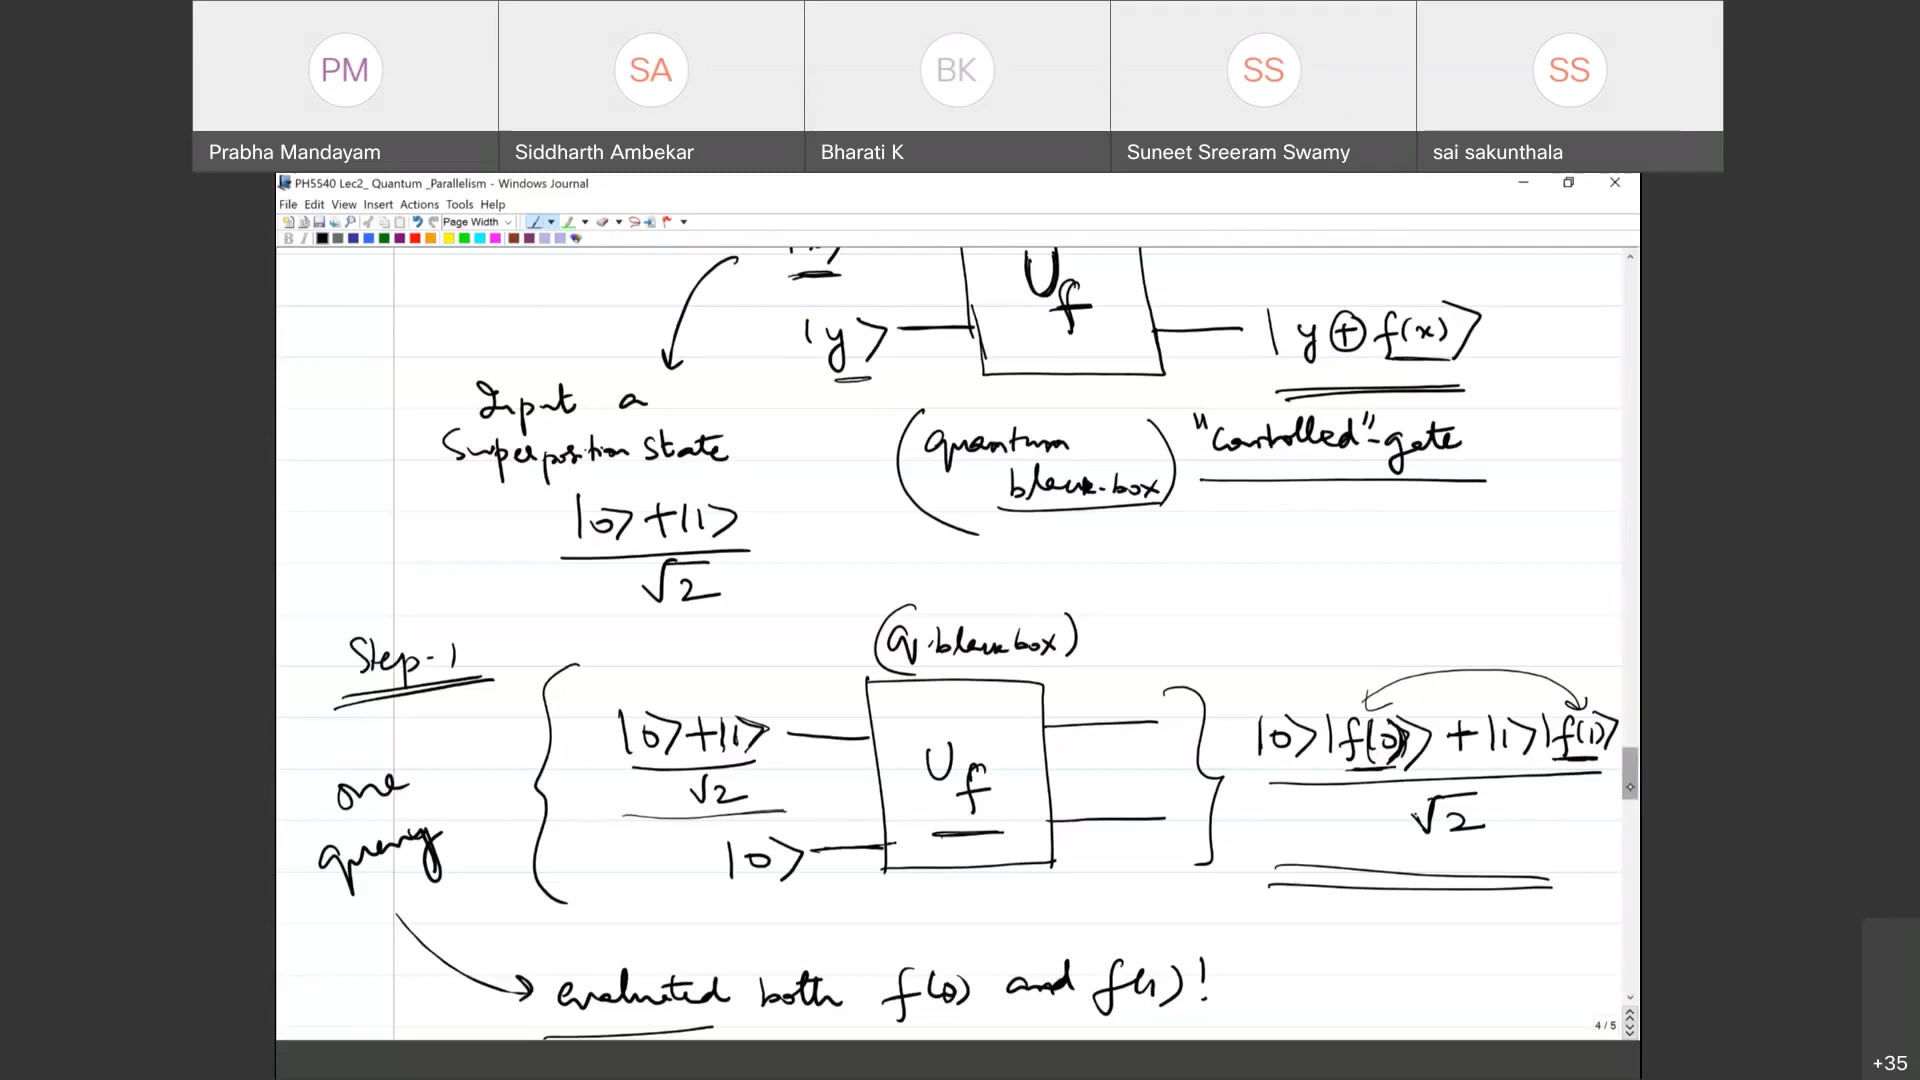 PM
SA
BK
SS
SS
Prabha Mandayam
Siddharth Ambekar
Bharati K
Suneet Sreeram Swamy
sai sakunthala
PH5540 Lec2_ Quantum _Parallelism - Windows Journal
File Edit View Insert Actions Tools Help
Page Width
B I
U_f
|y⟩
|y ⊕ f(x)⟩
Input a
Superposition state
|0⟩+|1⟩
√2
(quantum
black-box)
"Controlled"-gate
(q. black box)
Step-1
one
query
|0⟩+|1⟩
√2
|0⟩
U_f
|0⟩|f(0)⟩ + |1⟩|f(1)⟩
√2
→ evaluated both f(0) and f(1)!
4 / 5
+35